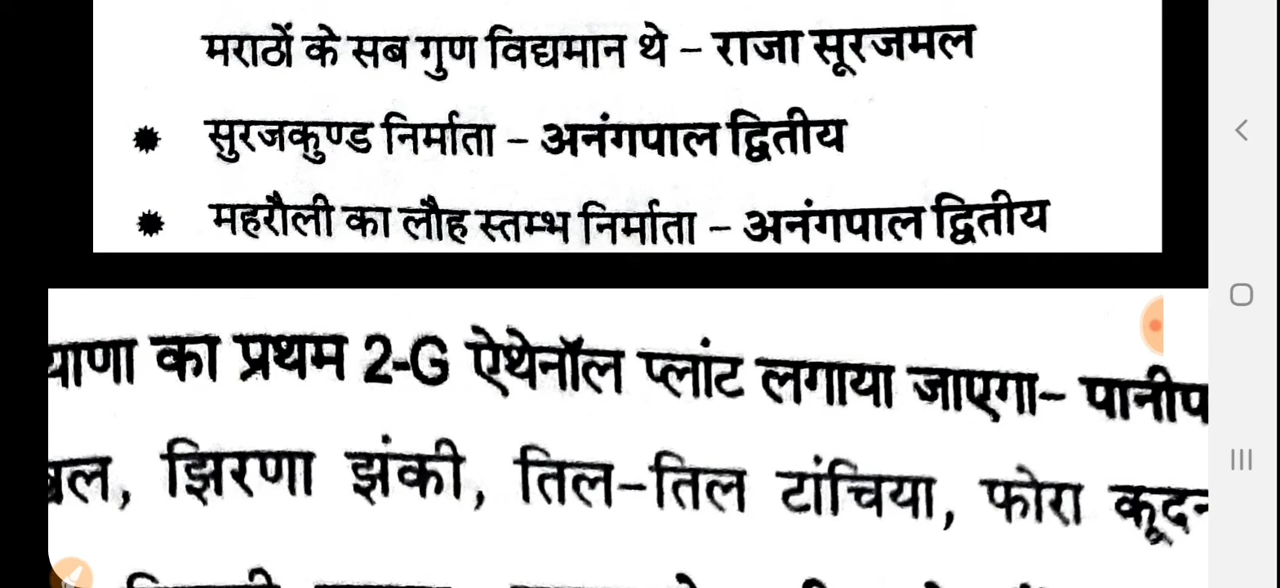 मराठों के सब गुण विद्यमान थे – राजा सूरजमल
सुरजकुण्ड निर्माता – अनंगपाल द्वितीय
महरौली का लौह स्तम्भ निर्माता – अनंगपाल द्वितीय
याणा का प्रथम 2-G ऐथेनॉल प्लांट लगाया जाएगा– पानीप
झिरणा झंकी, तिल-तिल टांचिया, फोरा कूद